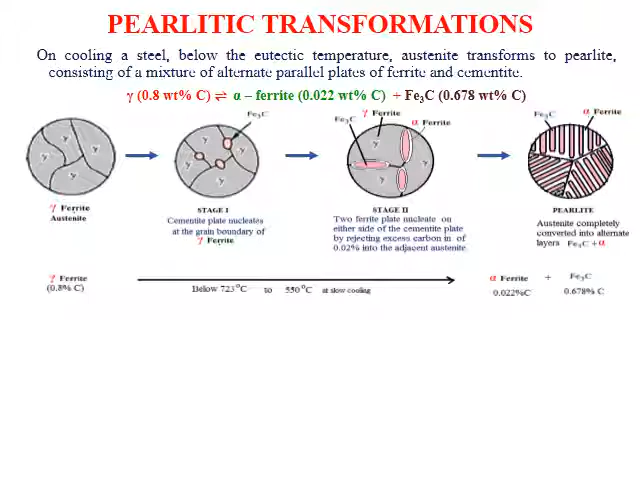 PEARLITIC TRANSFORMATIONS
On cooling a steel, below the eutectic temperature, austenite transforms to pearlite,
consisting of a mixture of alternate parallel plates of ferrite and cementite.
γ (0.8 wt% C) ⇌ α – ferrite (0.022 wt% C) + Fe₃C (0.678 wt% C)
γ
γ
γ
γ
γ Ferrite
Austenite
Fe₃C
γ
γ
γ
STAGE I
Cementite plate nucleates
at the grain boundary of
γ Ferrite
Fe₃C
γ Ferrite
α Ferrite
γ
γ
γ
STAGE II
Two ferrite plate nucleate on
either side of the cementite plate
by rejecting excess carbon in of
0.02% into the adjacent austenite
Fe₃C
α Ferrite
PEARLITE
Austenite completely
converted into alternate
layers Fe₃C +α
γ Ferrite
(0.8% C)
Below 723°C to 550°C at slow cooling
α Ferrite + Fe₃C
0.022%C 0.678% C